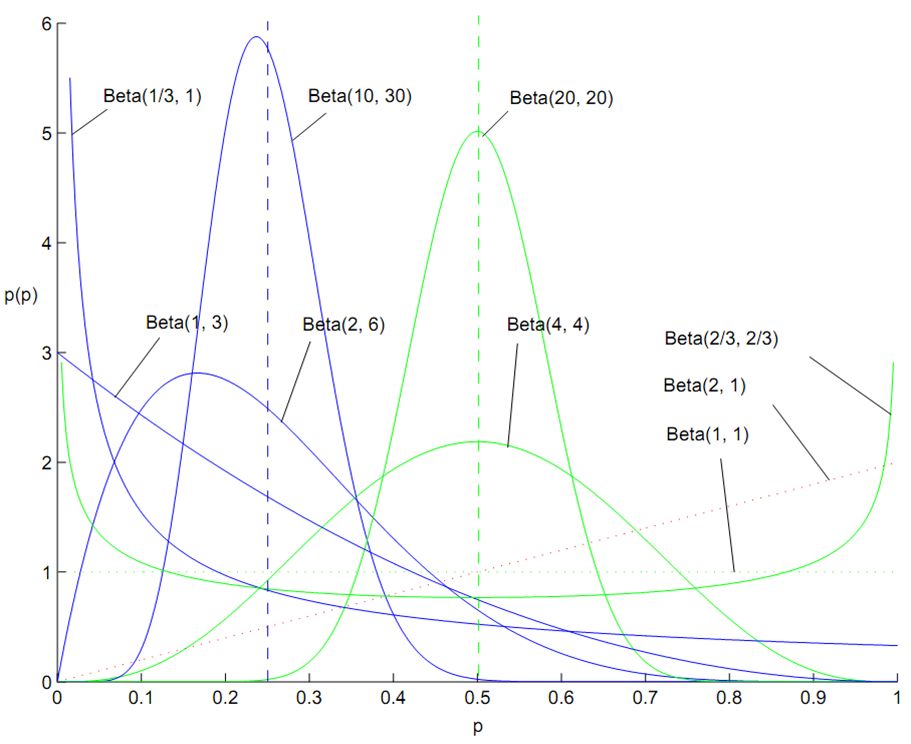 6
Beta(1/3, 1)
Beta(10, 30)
Beta(20, 20)
5
4
p(p)
Beta(1, 3)
Beta(2, 6)
Beta(4, 4)
Beta(2/3, 2/3)
3
Beta(2, 1)
Beta(1, 1)
2
1
0
0 0.1 0.2 0.3 0.4 0.5 0.6 0.7 0.8 0.9 1
p